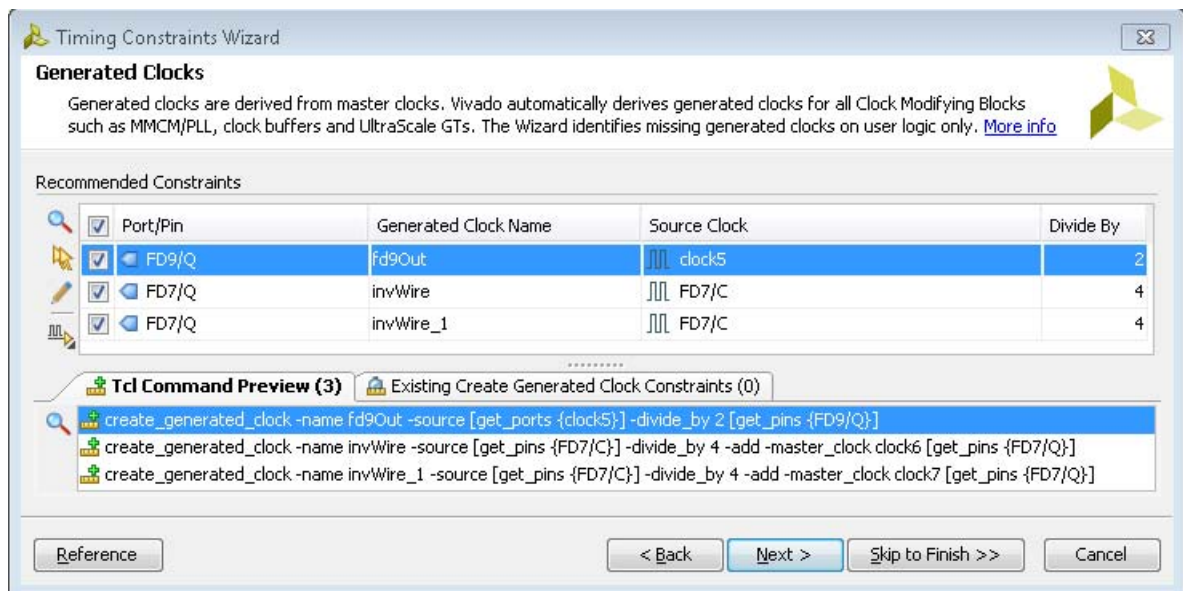 Timing Constraints Wizard
Generated Clocks
Generated clocks are derived from master clocks. Vivado automatically derives generated clocks for all Clock Modifying Blocks
such as MMCM/PLL, clock buffers and UltraScale GTs. The Wizard identifies missing generated clocks on user logic only. More info
Recommended Constraints
Port/Pin Generated Clock Name Source Clock Divide By
FD9/Q fd9Out clock5 2
FD7/Q invWire FD7/C 4
FD7/Q invWire_1 FD7/C 4
Tcl Command Preview (3) Existing Create Generated Clock Constraints (0)
create_generated_clock -name fd9Out -source [get_ports {clock5}] -divide_by 2 [get_pins {FD9/Q}]
create_generated_clock -name invWire -source [get_pins {FD7/C}] -divide_by 4 -add -master_clock clock6 [get_pins {FD7/Q}]
create_generated_clock -name invWire_1 -source [get_pins {FD7/C}] -divide_by 4 -add -master_clock clock7 [get_pins {FD7/Q}]
Reference < Back Next > Skip to Finish >> Cancel